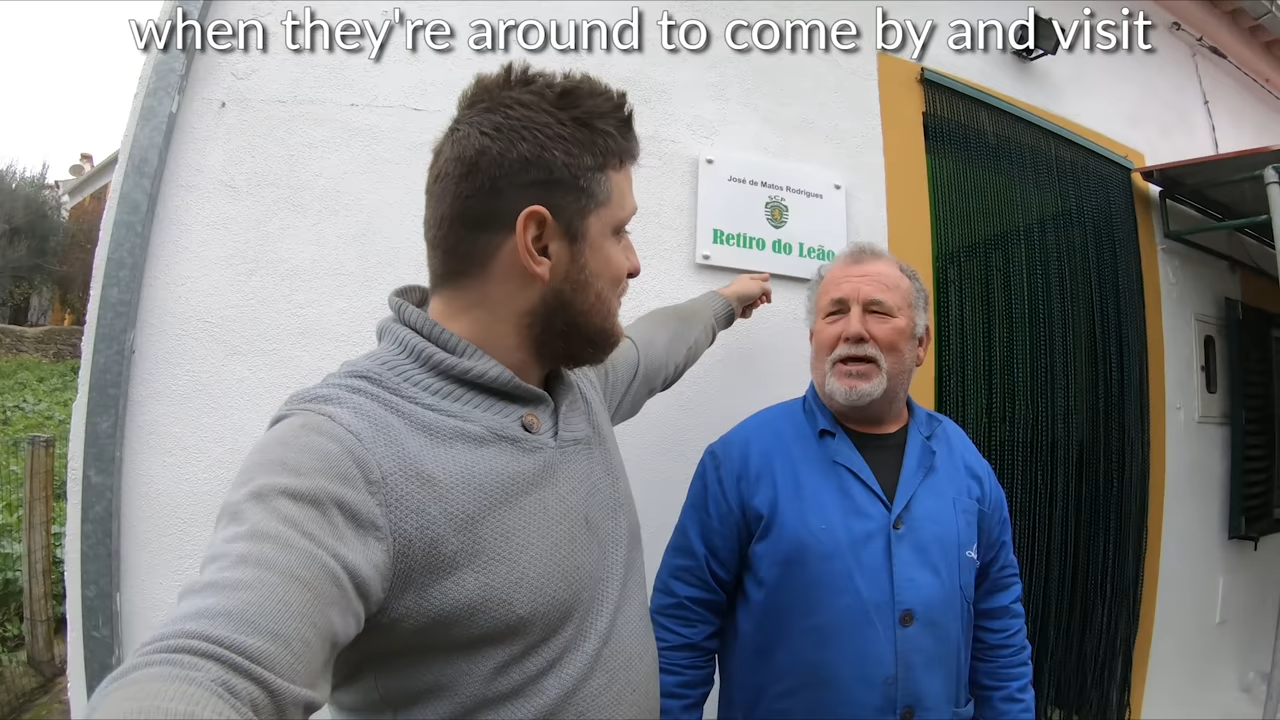 when they're around to come by and visit
José de Matos Rodrigues
SCP
Retiro do Leão